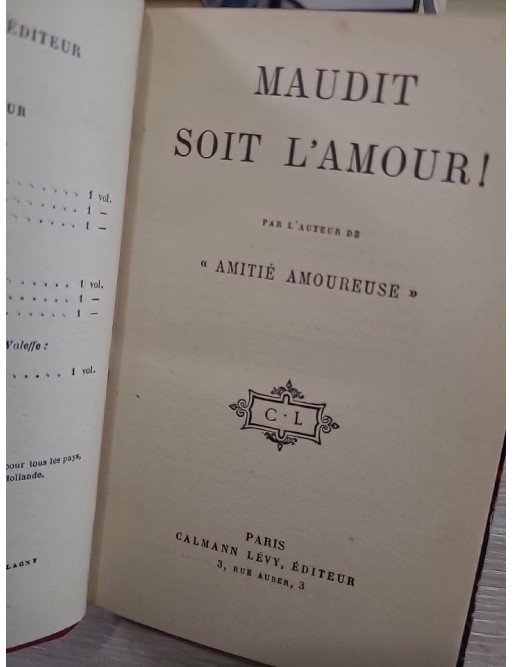 ÉDITEUR
UR
1 vol.
1 —
1 —
1 vol.
1 —
1 —
Valeffe :
1 vol.
pour tous les pays,
Hollande.
LAGNY
MAUDIT
SOIT L'AMOUR!
PAR L'AUTEUR DE
« AMITIÉ AMOUREUSE »
C·L
PARIS
CALMANN LÉVY, ÉDITEUR
3, RUE AUBER, 3